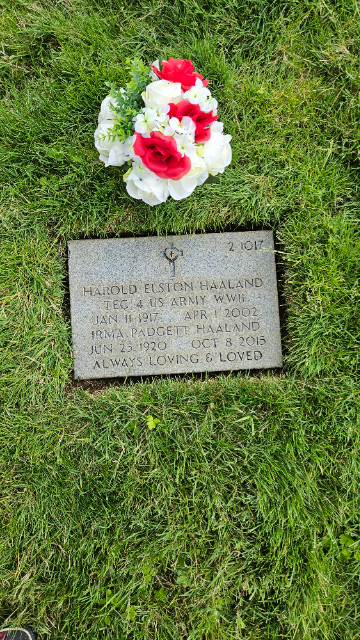 2 1017
HAROLD ELSTON HAALAND
TEC 4 US ARMY WWII
JAN 11 1917 APR 1 2002
IRMA PADGETT HAALAND
JUN 23 1920 OCT 8 2015
ALWAYS LOVING & LOVED